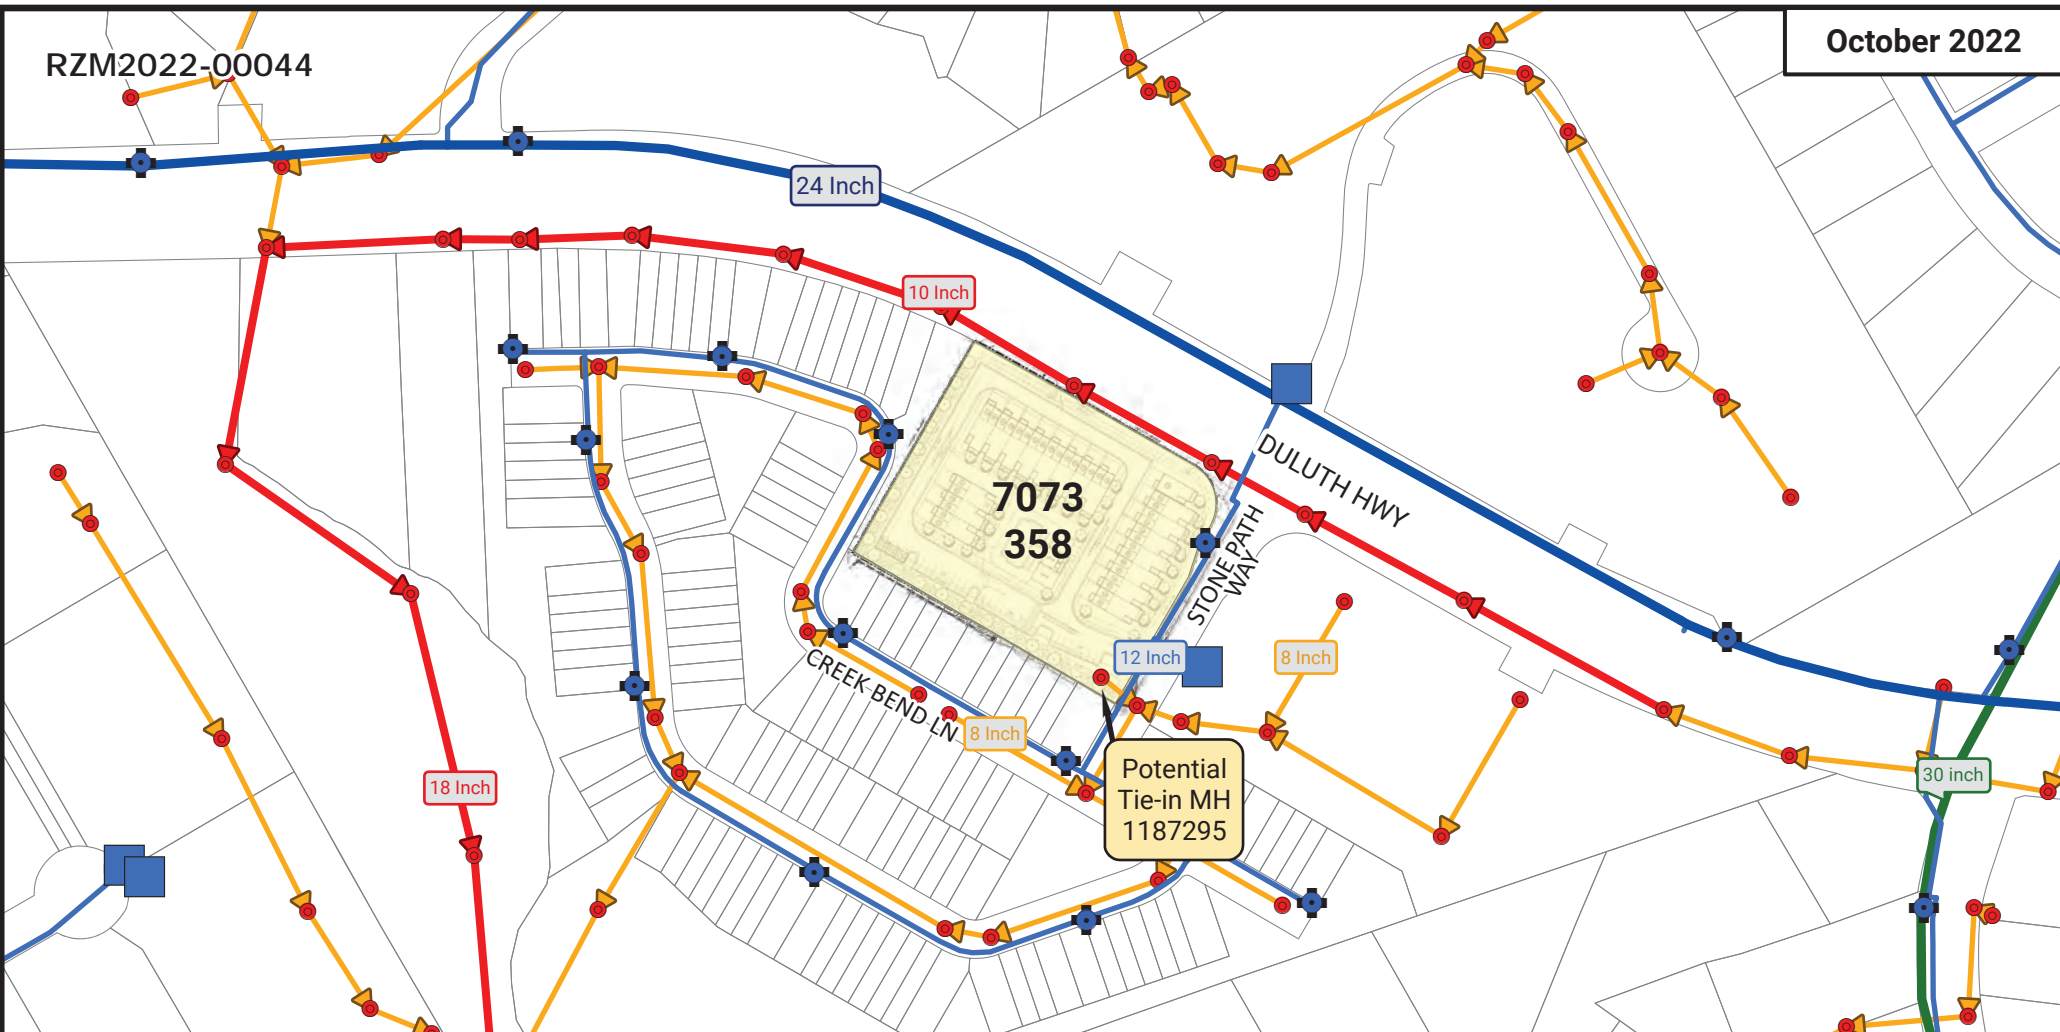 RZM2022-00044
October 2022
24 Inch
10 Inch
DULUTH HWY
7073
358
STONE PATH
WAY
12 Inch
8 Inch
CREEK BEND LN
8 Inch
Potential
Tie-in MH
1187295
18 Inch
30 inch